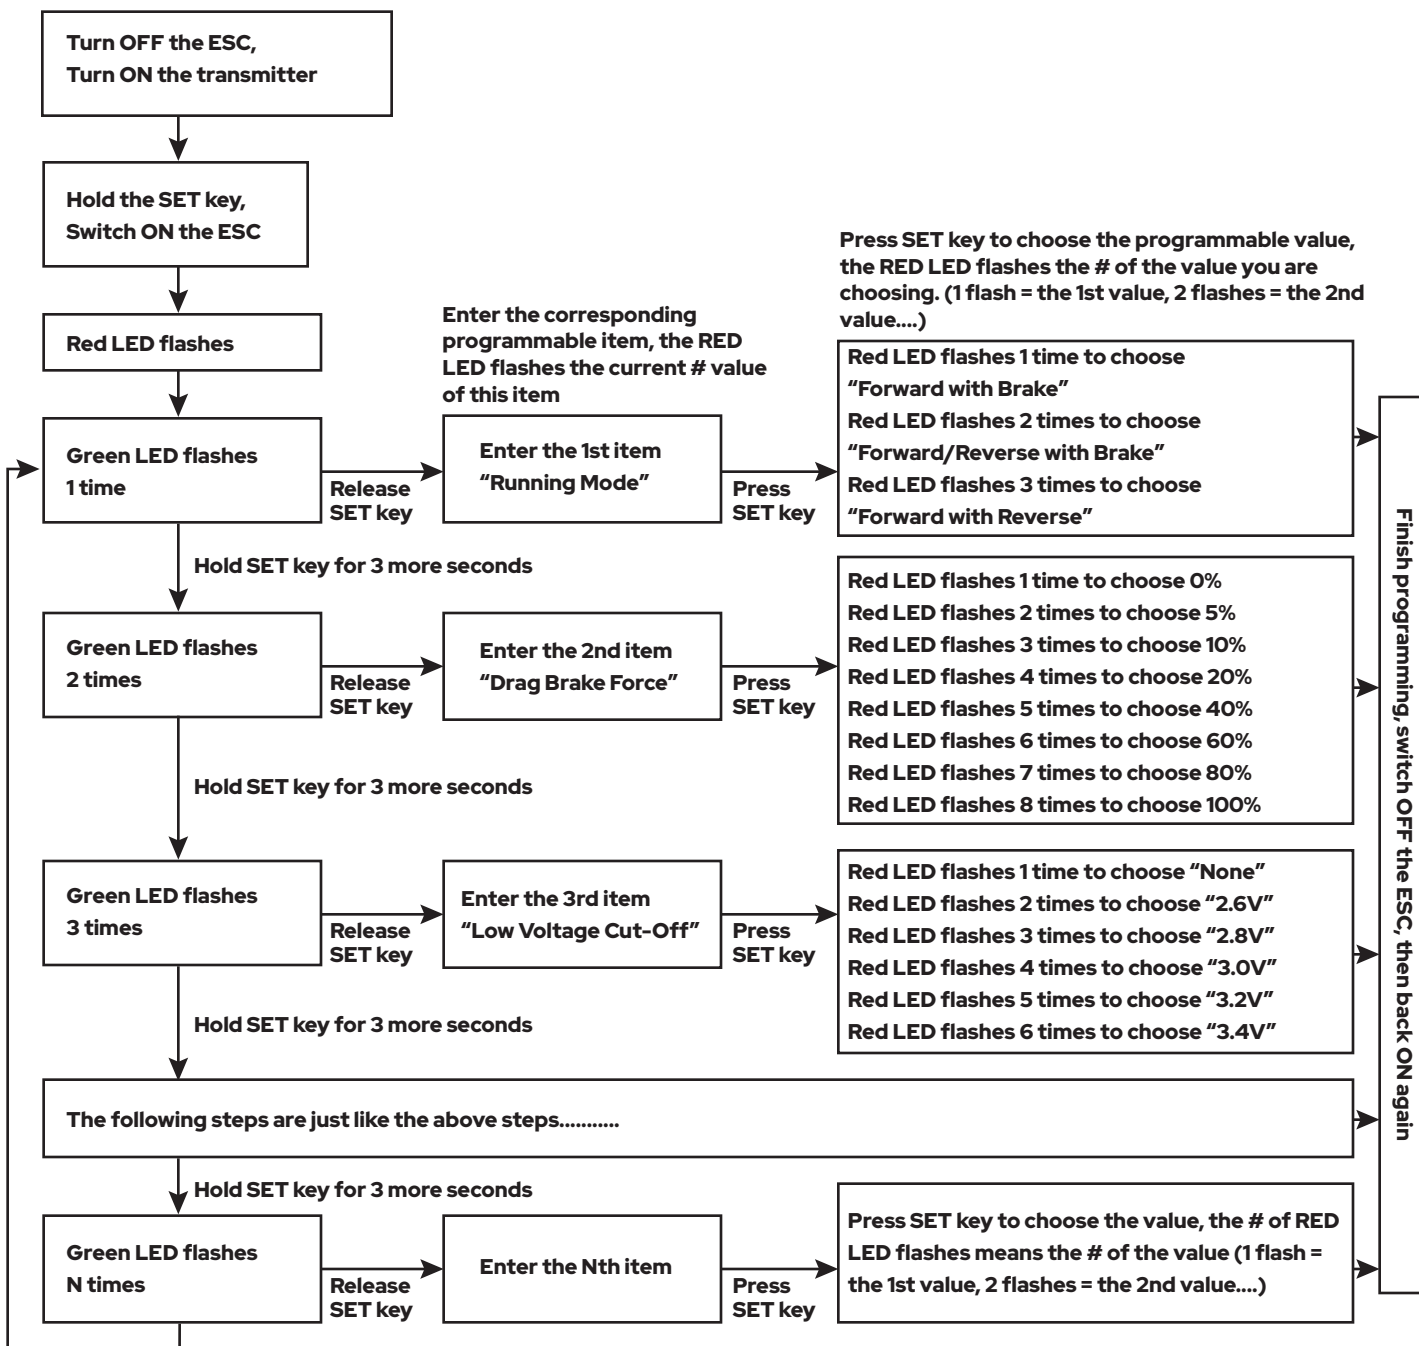 Turn OFF the ESC,
Turn ON the transmitter
Hold the SET key,
Switch ON the ESC
Red LED flashes
Enter the corresponding
programmable item, the RED
LED flashes the current # value
of this item
Press SET key to choose the programmable value,
the RED LED flashes the # of the value you are
choosing. (1 flash = the 1st value, 2 flashes = the 2nd
value....)
Green LED flashes
1 time
Release
SET key
Enter the 1st item
“Running Mode”
Press
SET key
Red LED flashes 1 time to choose
“Forward with Brake”
Red LED flashes 2 times to choose
“Forward/Reverse with Brake”
Red LED flashes 3 times to choose
“Forward with Reverse”
Hold SET key for 3 more seconds
Green LED flashes
2 times
Release
SET key
Enter the 2nd item
“Drag Brake Force”
Press
SET key
Red LED flashes 1 time to choose 0%
Red LED flashes 2 times to choose 5%
Red LED flashes 3 times to choose 10%
Red LED flashes 4 times to choose 20%
Red LED flashes 5 times to choose 40%
Red LED flashes 6 times to choose 60%
Red LED flashes 7 times to choose 80%
Red LED flashes 8 times to choose 100%
Hold SET key for 3 more seconds
Green LED flashes
3 times
Release
SET key
Enter the 3rd item
“Low Voltage Cut-Off”
Press
SET key
Red LED flashes 1 time to choose “None”
Red LED flashes 2 times to choose “2.6V”
Red LED flashes 3 times to choose “2.8V”
Red LED flashes 4 times to choose “3.0V”
Red LED flashes 5 times to choose “3.2V”
Red LED flashes 6 times to choose “3.4V”
Hold SET key for 3 more seconds
The following steps are just like the above steps...........
Hold SET key for 3 more seconds
Green LED flashes
N times
Release
SET key
Enter the Nth item
Press
SET key
Press SET key to choose the value, the # of RED
LED flashes means the # of the value (1 flash =
the 1st value, 2 flashes = the 2nd value....)
Finish programming, switch OFF the ESC, then back ON again